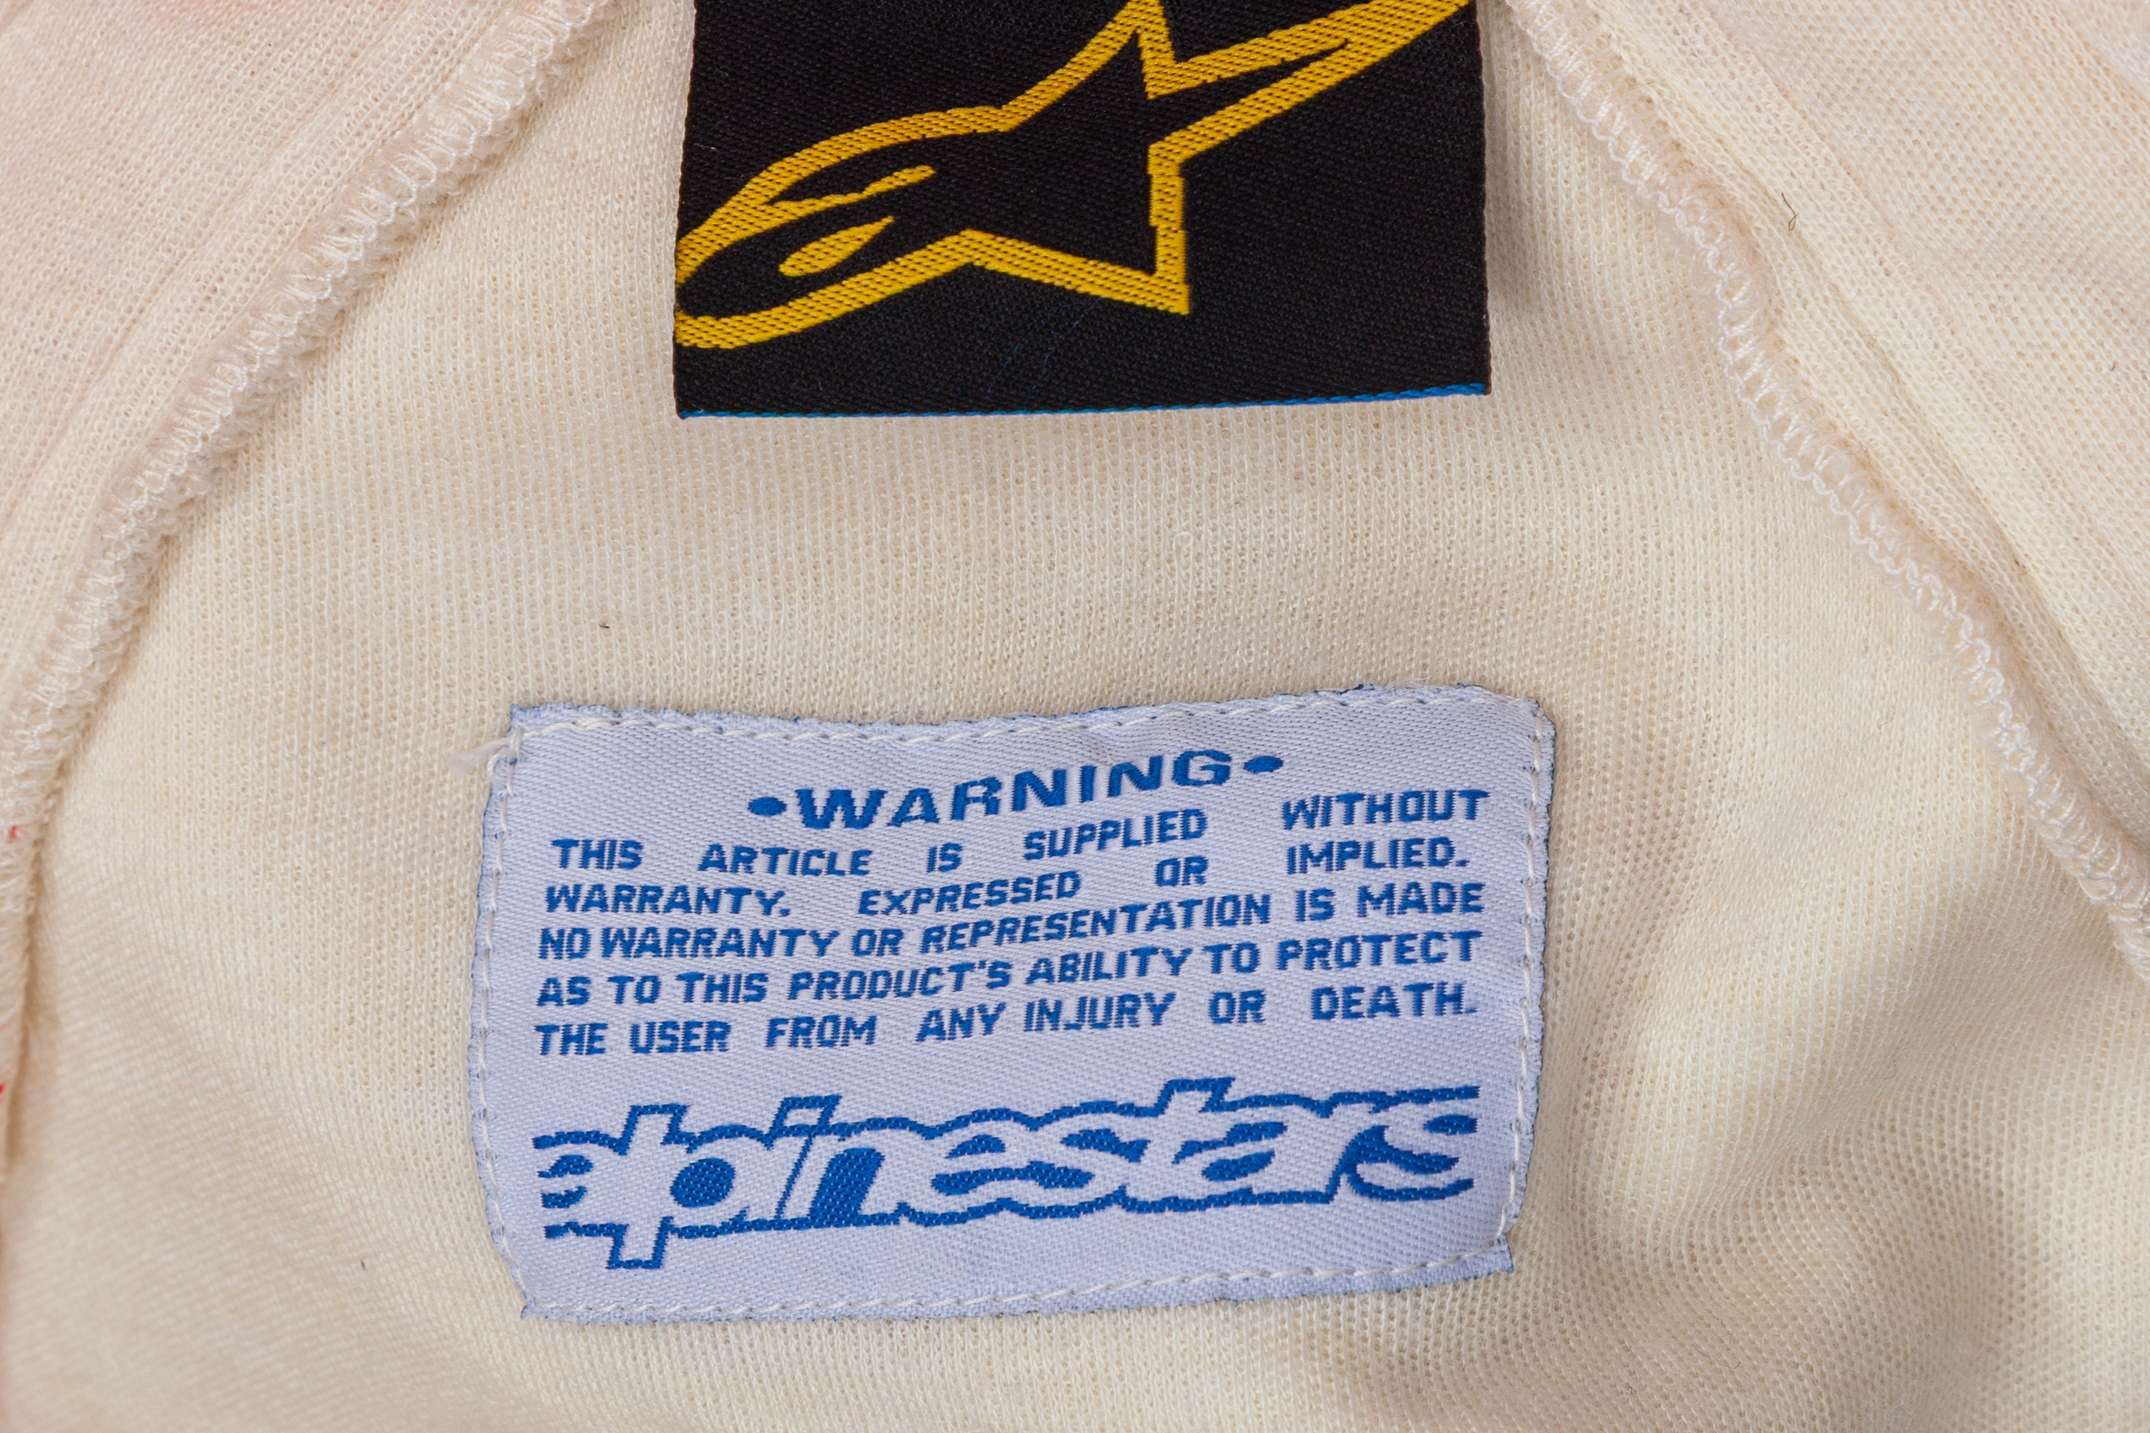 •WARNING•
THIS ARTICLE IS SUPPLIED WITHOUT
WARRANTY. EXPRESSED OR IMPLIED.
NO WARRANTY OR REPRESENTATION IS MADE
AS TO THIS PRODUCT'S ABILITY TO PROTECT
THE USER FROM ANY INJURY OR DEATH.
alpinestars